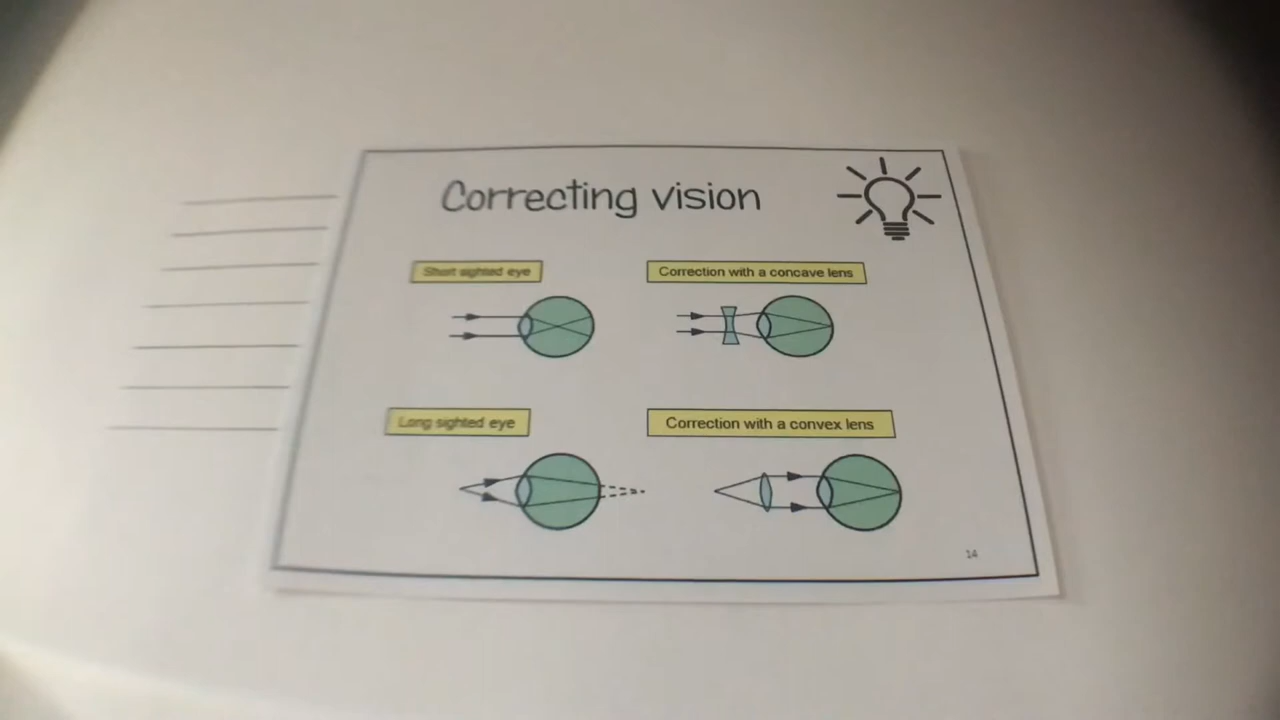 Correcting vision
Short sighted eye
Correction with a concave lens
Long sighted eye
Correction with a convex lens
14